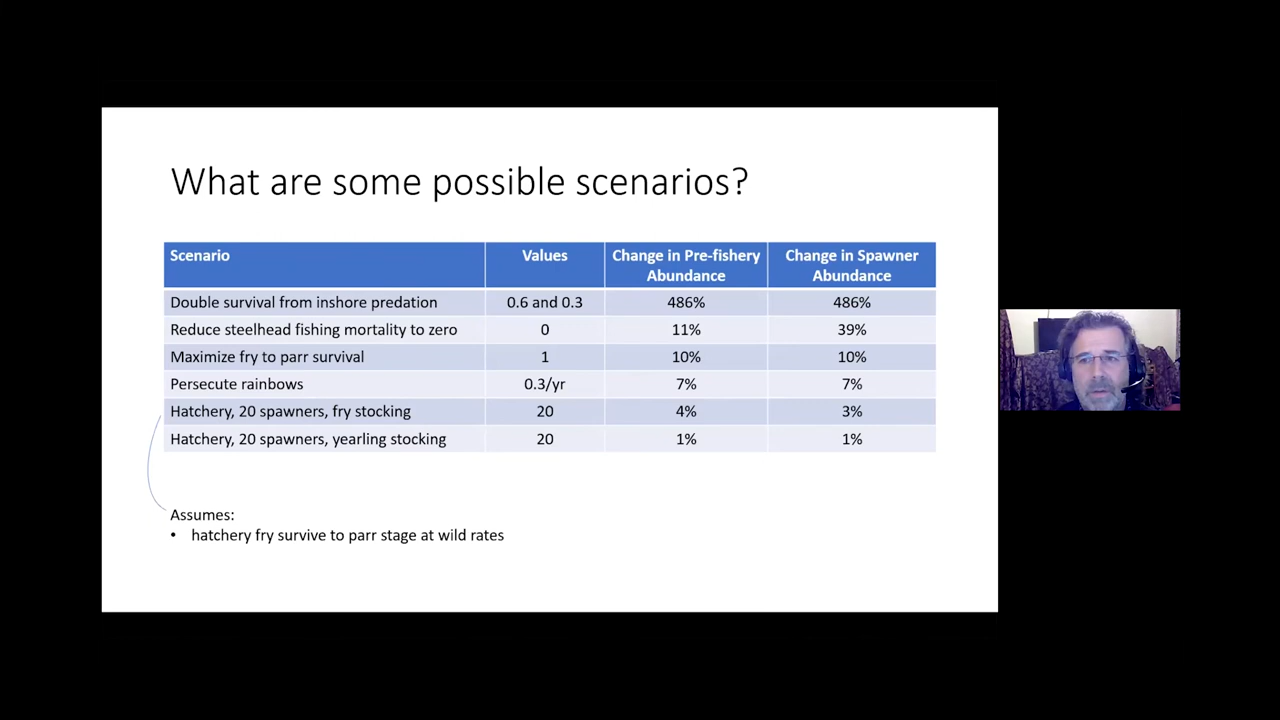 What are some possible scenarios?
Scenario Values Change in Pre-fishery Abundance Change in Spawner Abundance
Double survival from inshore predation 0.6 and 0.3 486% 486%
Reduce steelhead fishing mortality to zero 0 11% 39%
Maximize fry to parr survival 1 10% 10%
Persecute rainbows 0.3/yr 7% 7%
Hatchery, 20 spawners, fry stocking 20 4% 3%
Hatchery, 20 spawners, yearling stocking 20 1% 1%
Assumes:
• hatchery fry survive to parr stage at wild rates